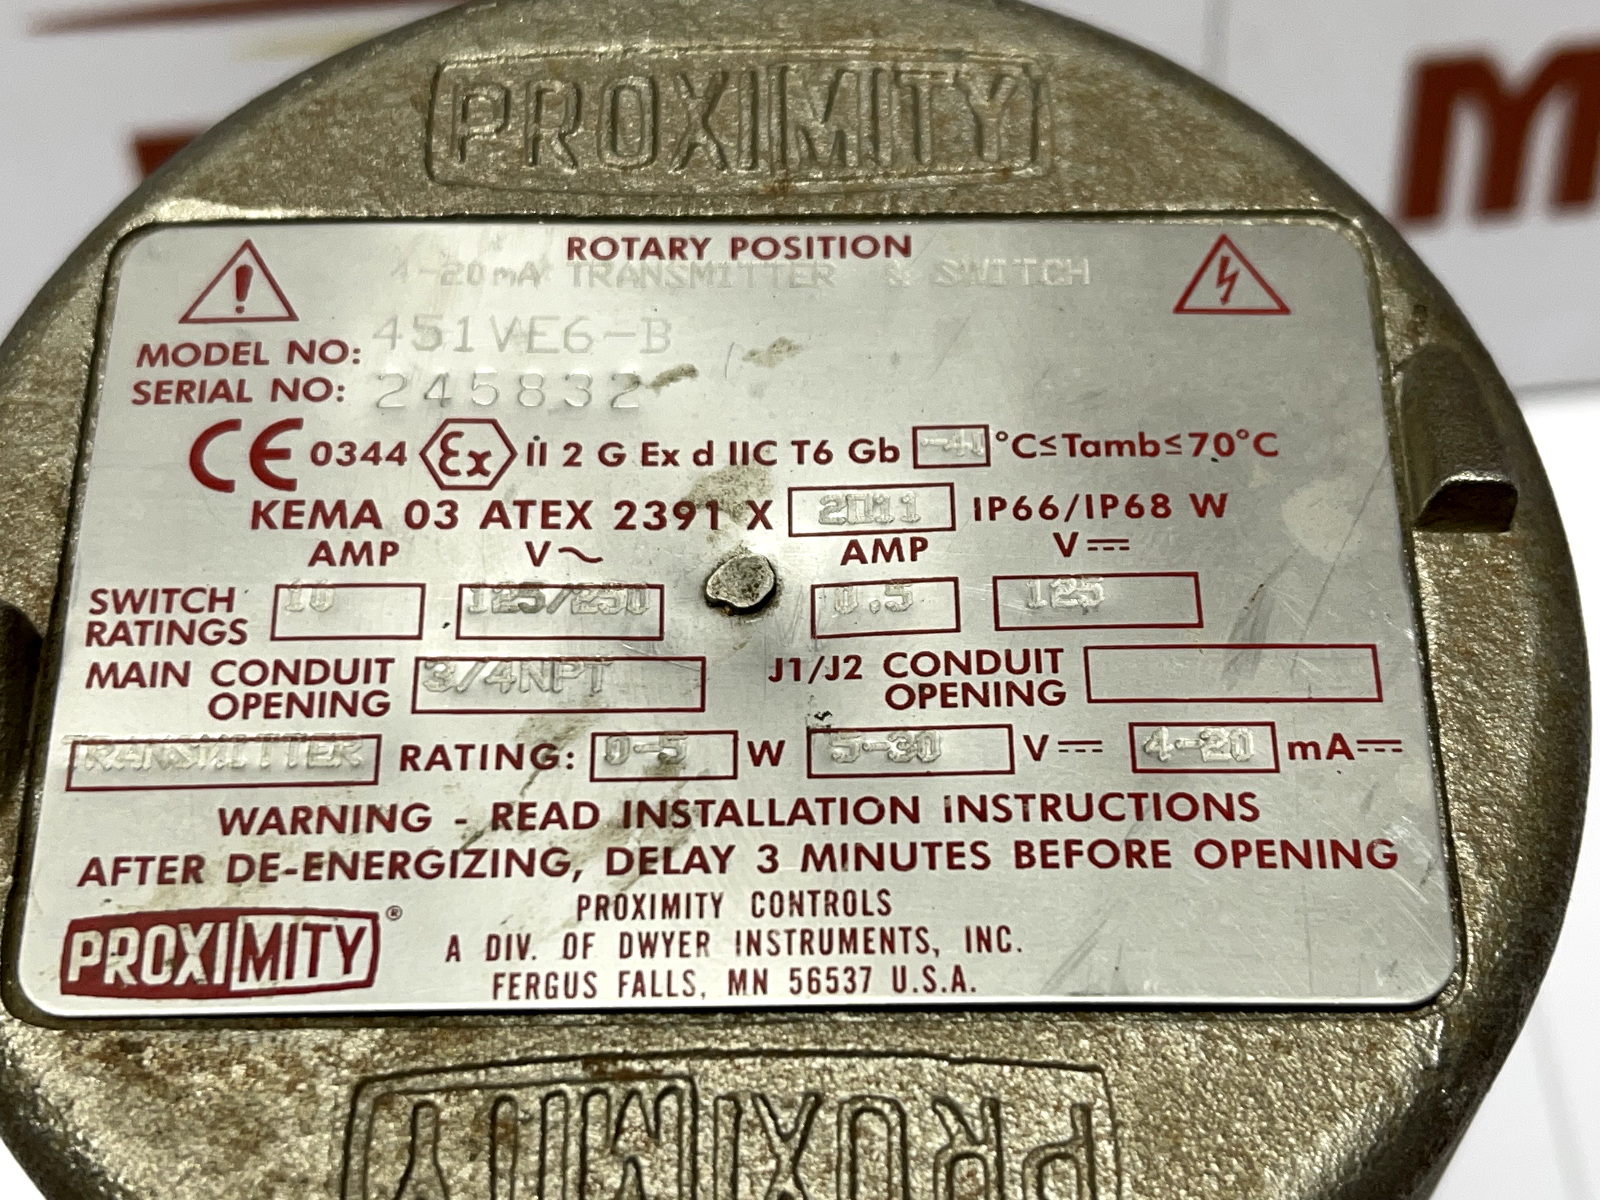 PROXIMITY
ROTARY POSITION
4-20mA TRANSMITTER & SWITCH
MODEL NO: 451VE6-B
SERIAL NO: 245832
CE 0344 Ex II 2 G Ex d IIC T6 Gb -40 °C≤Tamb≤70°C
KEMA 03 ATEX 2391 X 2011 IP66/IP68 W
AMP V~ AMP V⎓
SWITCH RATINGS 10 125/250 0.5 125
MAIN CONDUIT OPENING 3/4NPT J1/J2 CONDUIT OPENING
TRANSMITTER RATING: 0-5 W 5-30 V⎓ 4-20 mA⎓
WARNING - READ INSTALLATION INSTRUCTIONS
AFTER DE-ENERGIZING, DELAY 3 MINUTES BEFORE OPENING
PROXIMITY ®
PROXIMITY CONTROLS
A DIV. OF DWYER INSTRUMENTS, INC.
FERGUS FALLS, MN 56537 U.S.A.
PROXIMITY